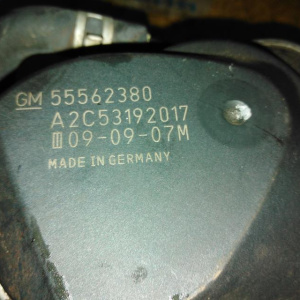 GM 55562380
A2C53192017
III 09-09-07M
MADE IN GERMANY